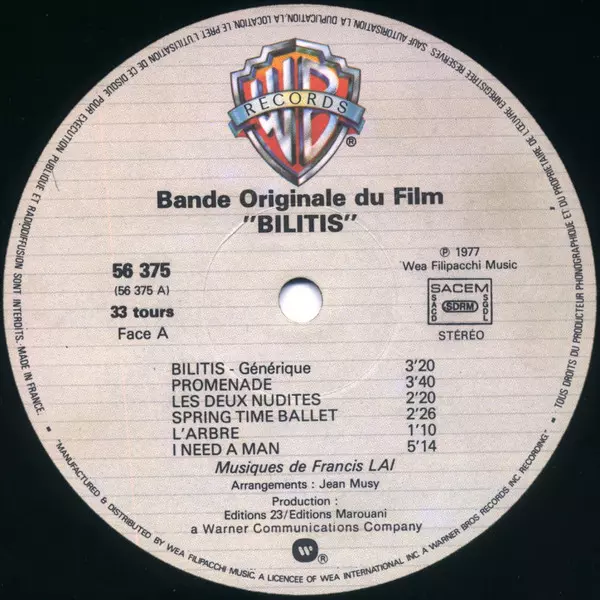 WB
RECORDS
®
Bande Originale du Film
"BILITIS"
56 375
(56 375 A)
33 tours
Face A
℗ 1977
Wea Filipacchi Music
SACEM
SACD
SDRM
SGDL
STÉRÉO
BILITIS - Générique 3'20
PROMENADE 3'40
LES DEUX NUDITES 2'20
SPRING TIME BALLET 2'26
L'ARBRE 1'10
I NEED A MAN 5'14
Musiques de Francis LAI
Arrangements : Jean Musy
Production :
Editions 23/Editions Marouani
a Warner Communications Company
W ®
TOUS DROITS DU PRODUCTEUR PHONOGRAPHIQUE ET DU PROPRIETAIRE DE L'ŒUVRE ENREGISTREE RESERVES. SAUF AUTORISATION LA DUPLICATION, LA LOCATION, LE PRET L'UTILISATION DE CE DISQUE POUR EXECUTION PUBLIQUE ET RADIODIFFUSION SONT INTERDITS. MADE IN FRANCE.
"MANUFACTURED & DISTRIBUTED BY WEA FILIPACCHI MUSIC. A LICENCEE OF WEA INTERNATIONAL INC. A WARNER BROS RECORDS INC RECORDING".